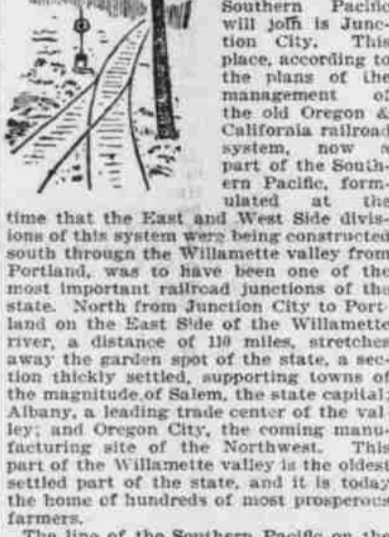 Southern Pacific
will join is Junc-
tion City. This
place, according to
the plans of the
management of
the old Oregon &
California railroad
system, now a
part of the South-
ern Pacific, form-
ulated at the
time that the East and West Side divis-
ions of this system were being constructed
south through the Willamette valley from
Portland, was to have been one of the
most important railroad junctions of the
state. North from Junction City to Port-
land on the East Side of the Willamette
river, a distance of 110 miles, stretches
away the garden spot of the state, a sec-
tion thickly settled, supporting towns of
the magnitude of Salem, the state capital;
Albany, a leading trade center of the val-
ley; and Oregon City, the coming manu-
facturing site of the Northwest. This
part of the Willamette valley is the oldest
settled part of the state, and it is today
the home of hundreds of most prosperous
farmers.
The line of the Southern Pacific on the